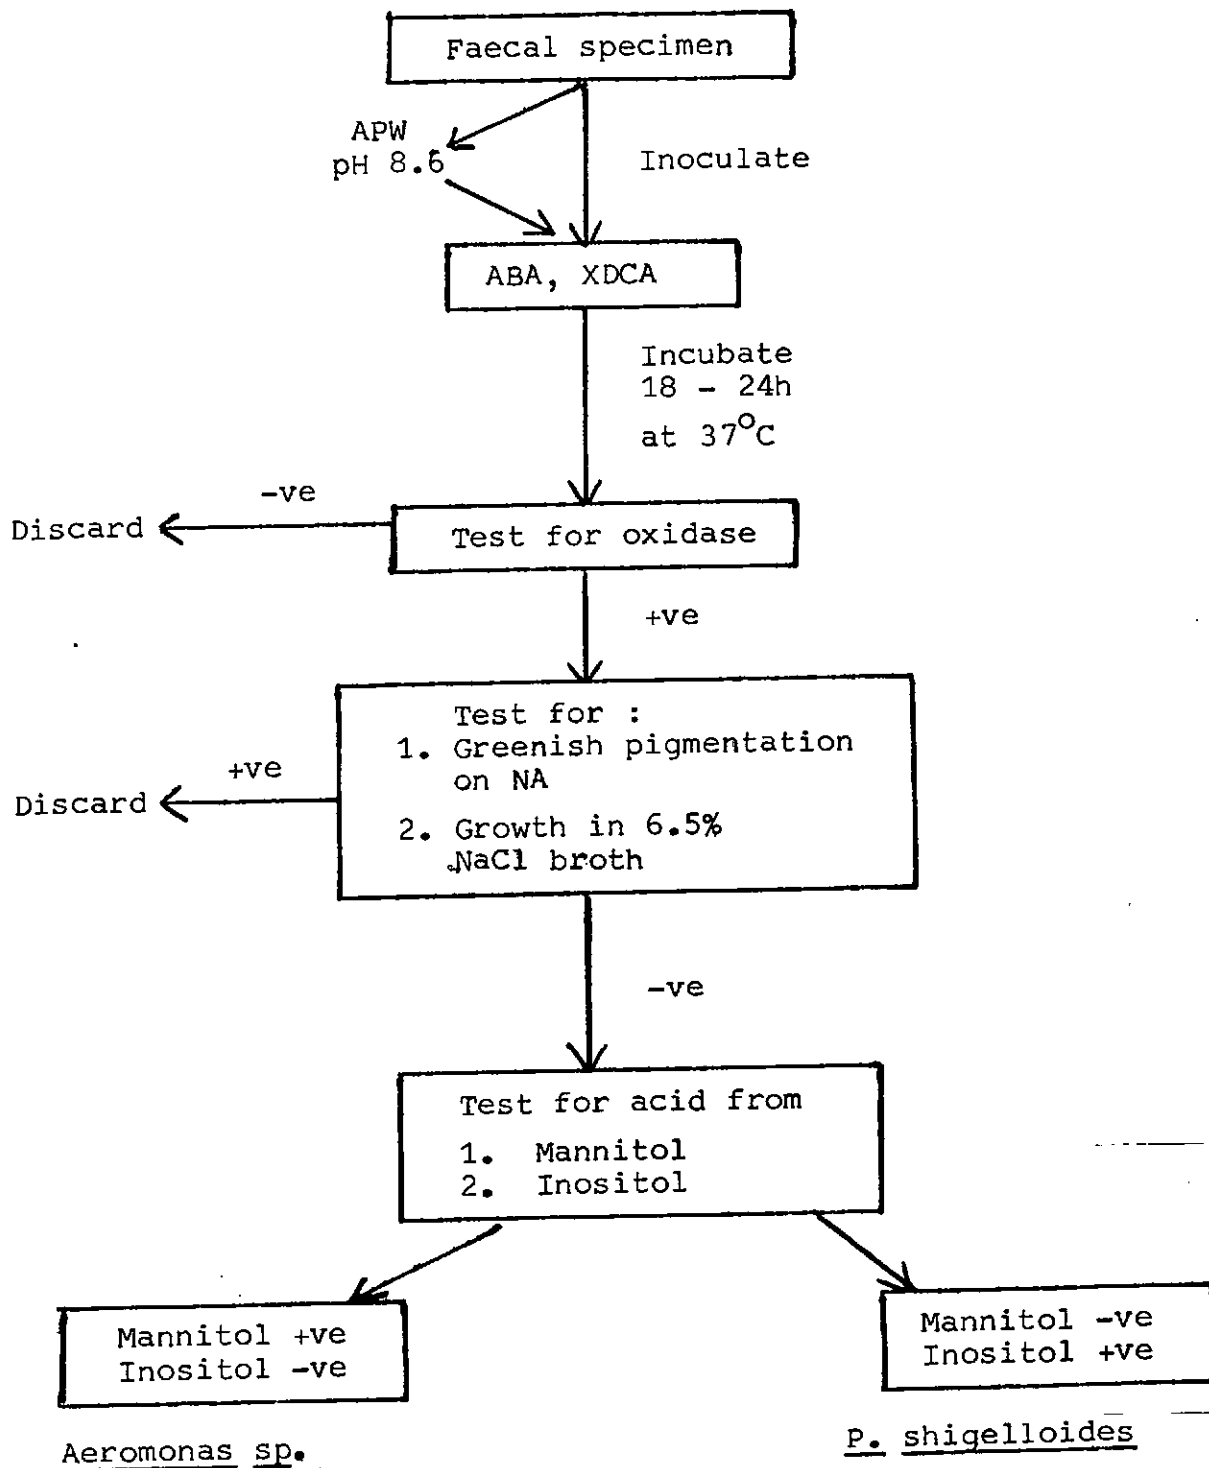 Faecal specimen
APW
pH 8.6
Inoculate
ABA, XDCA
Incubate
18 - 24h
at 37°C
-ve
Discard
Test for oxidase
+ve
Test for :
1. Greenish pigmentation
on NA
2. Growth in 6.5%
NaCl broth
+ve
Discard
-ve
Test for acid from
1. Mannitol
2. Inositol
Mannitol +ve
Inositol -ve
Aeromonas sp.
Mannitol -ve
Inositol +ve
P. shigelloides